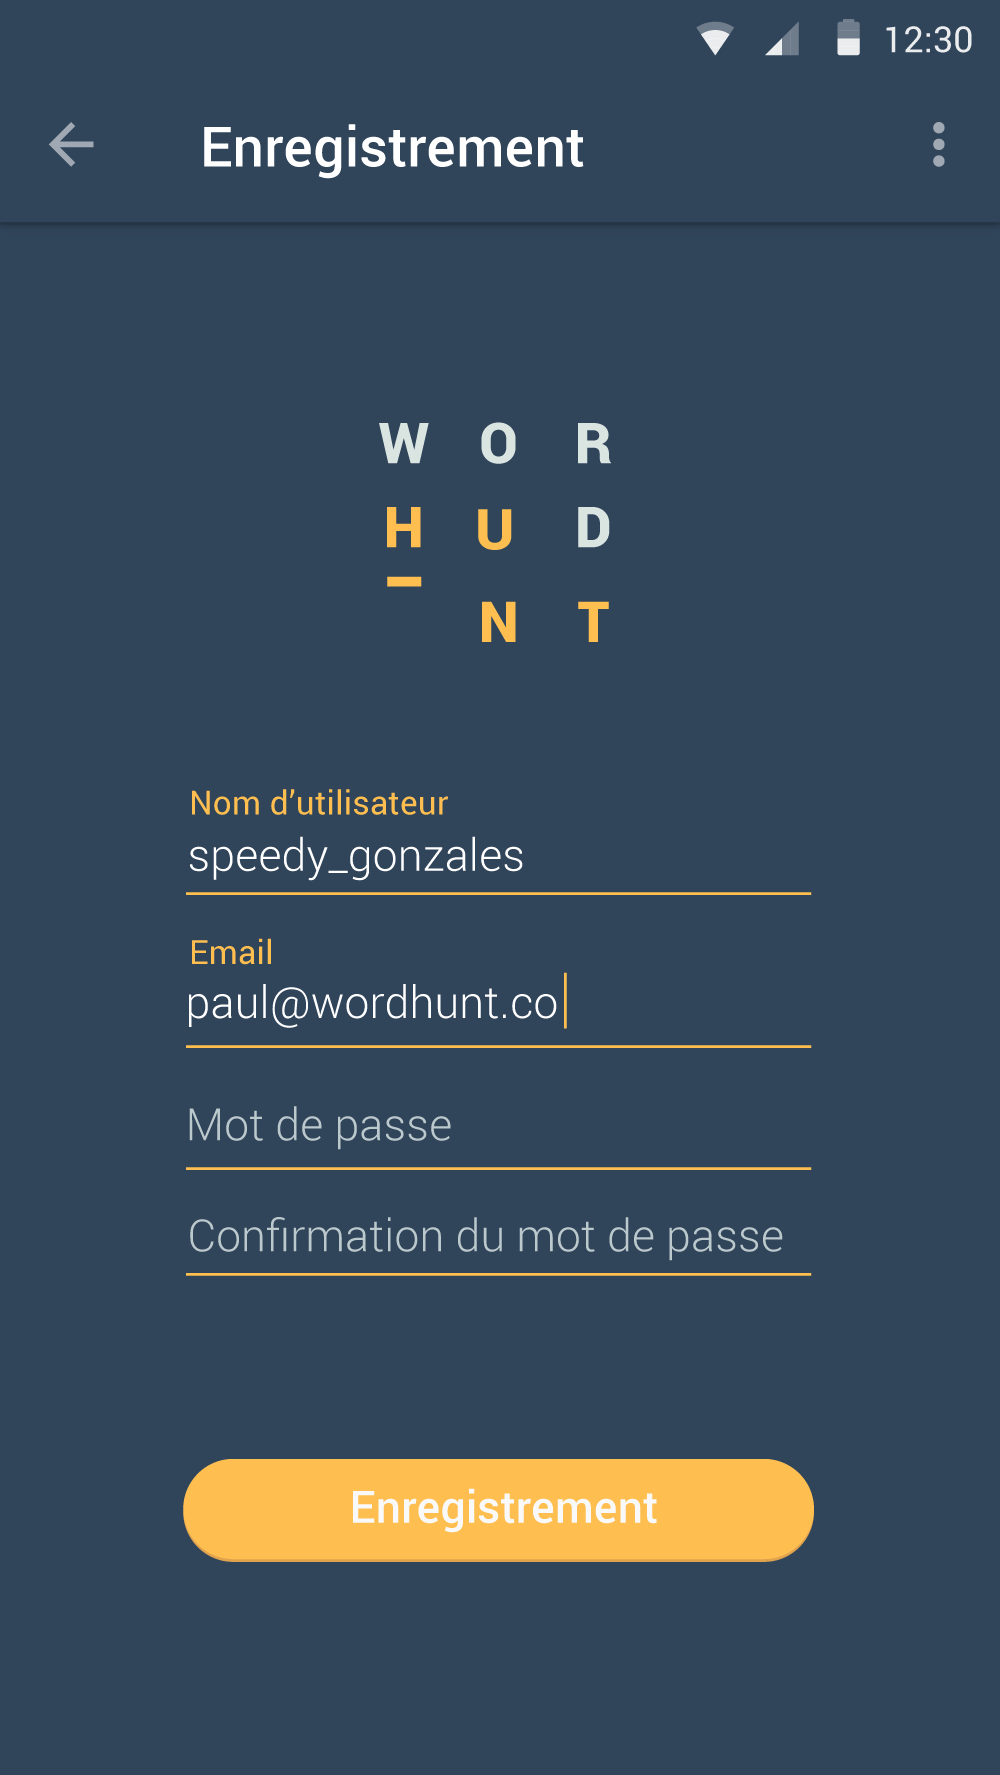 12:30
Enregistrement
W O R
H U D
N T
Nom d’utilisateur
speedy_gonzales
Email
paul@wordhunt.co
Mot de passe
Confirmation du mot de passe
Enregistrement